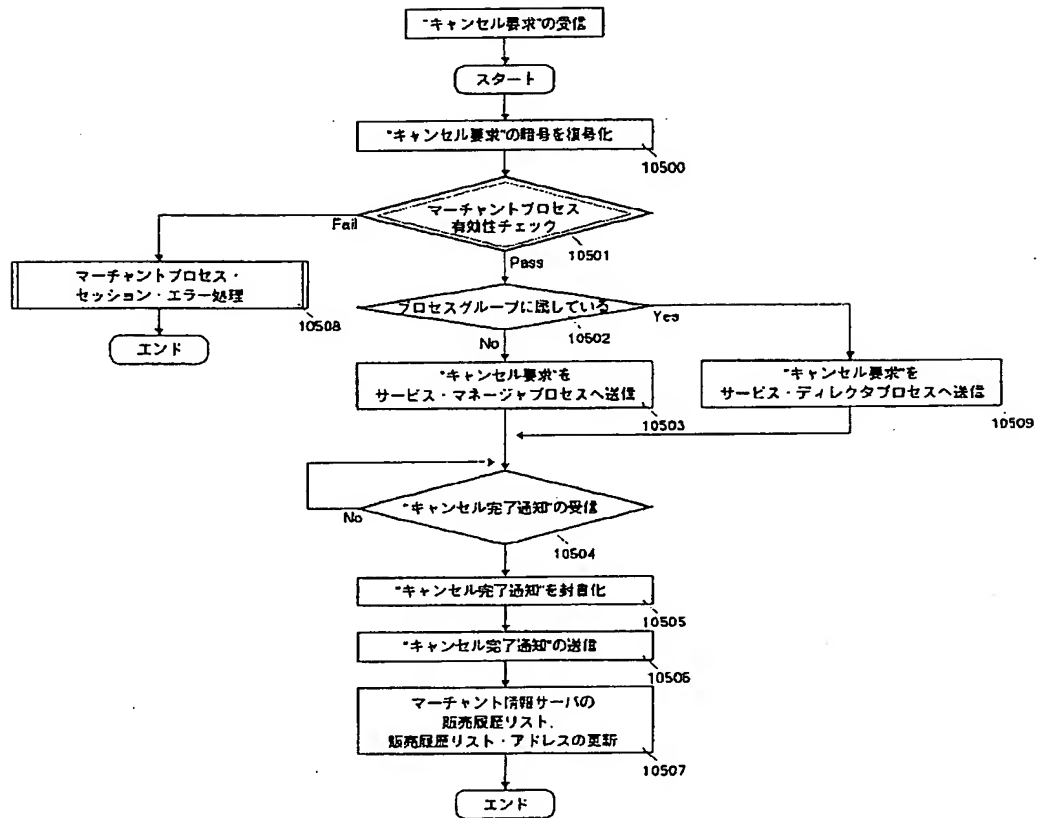 "キャンセル要求"の受信
スタート
"キャンセル要求"の暗号を復号化
10500
マーチャントプロセス
有効性チェック
10501
Fail
Pass
マーチャントプロセス・
セッション・エラー処理
10508
エンド
プロセスグループに属している
10502
Yes
No
"キャンセル要求"を
サービス・マネージャプロセスへ送信
10503
"キャンセル要求"を
サービス・ディレクタプロセスへ送信
10509
"キャンセル完了通知"の受信
No
10504
"キャンセル完了通知"を封書化
10505
"キャンセル完了通知"の送信
10506
マーチャント情報サーバの
販売履歴リスト,
販売履歴リスト・アドレスの更新
10507
エンド